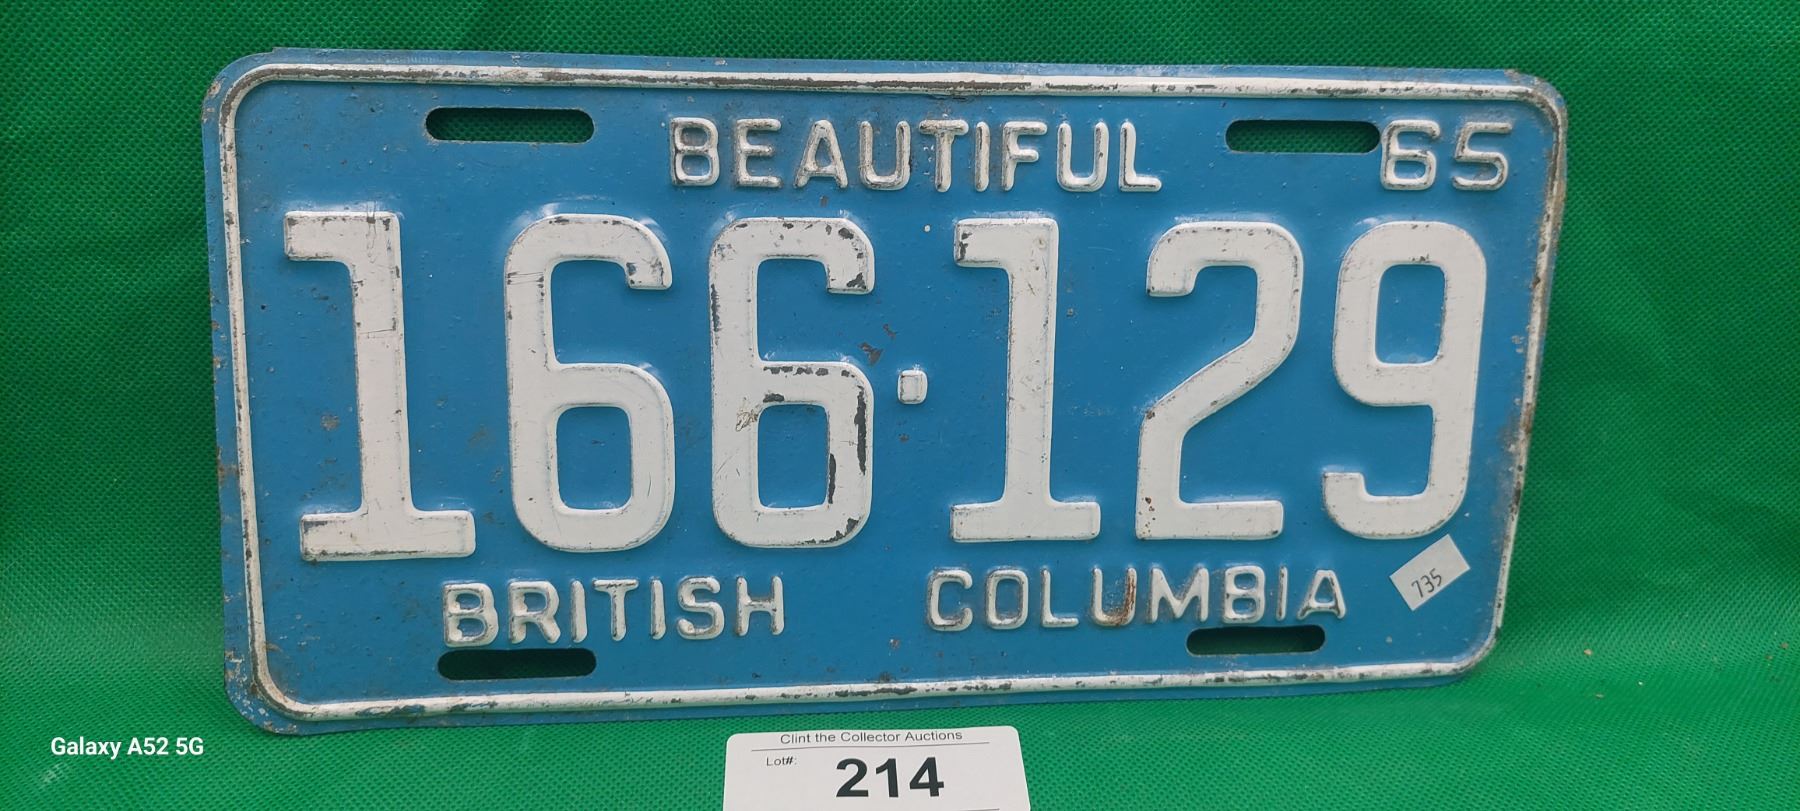 BEAUTIFUL 65
166·129
BRITISH COLUMBIA
735
Clint the Collector Auctions
Lot#:
214
Galaxy A52 5G